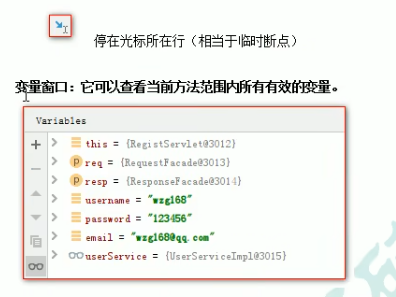 停在光标所在行（相当于临时断点）
变量窗口：它可以查看当前方法范围内所有有效的变量。
Variables
this = {RegistServlet@3012}
req = {RequestFacade@3013}
resp = {ResponseFacade@3014}
username = "wzg168"
password = "123456"
email = "wzg168@qq.com"
userService = {UserServiceImpl@3015}